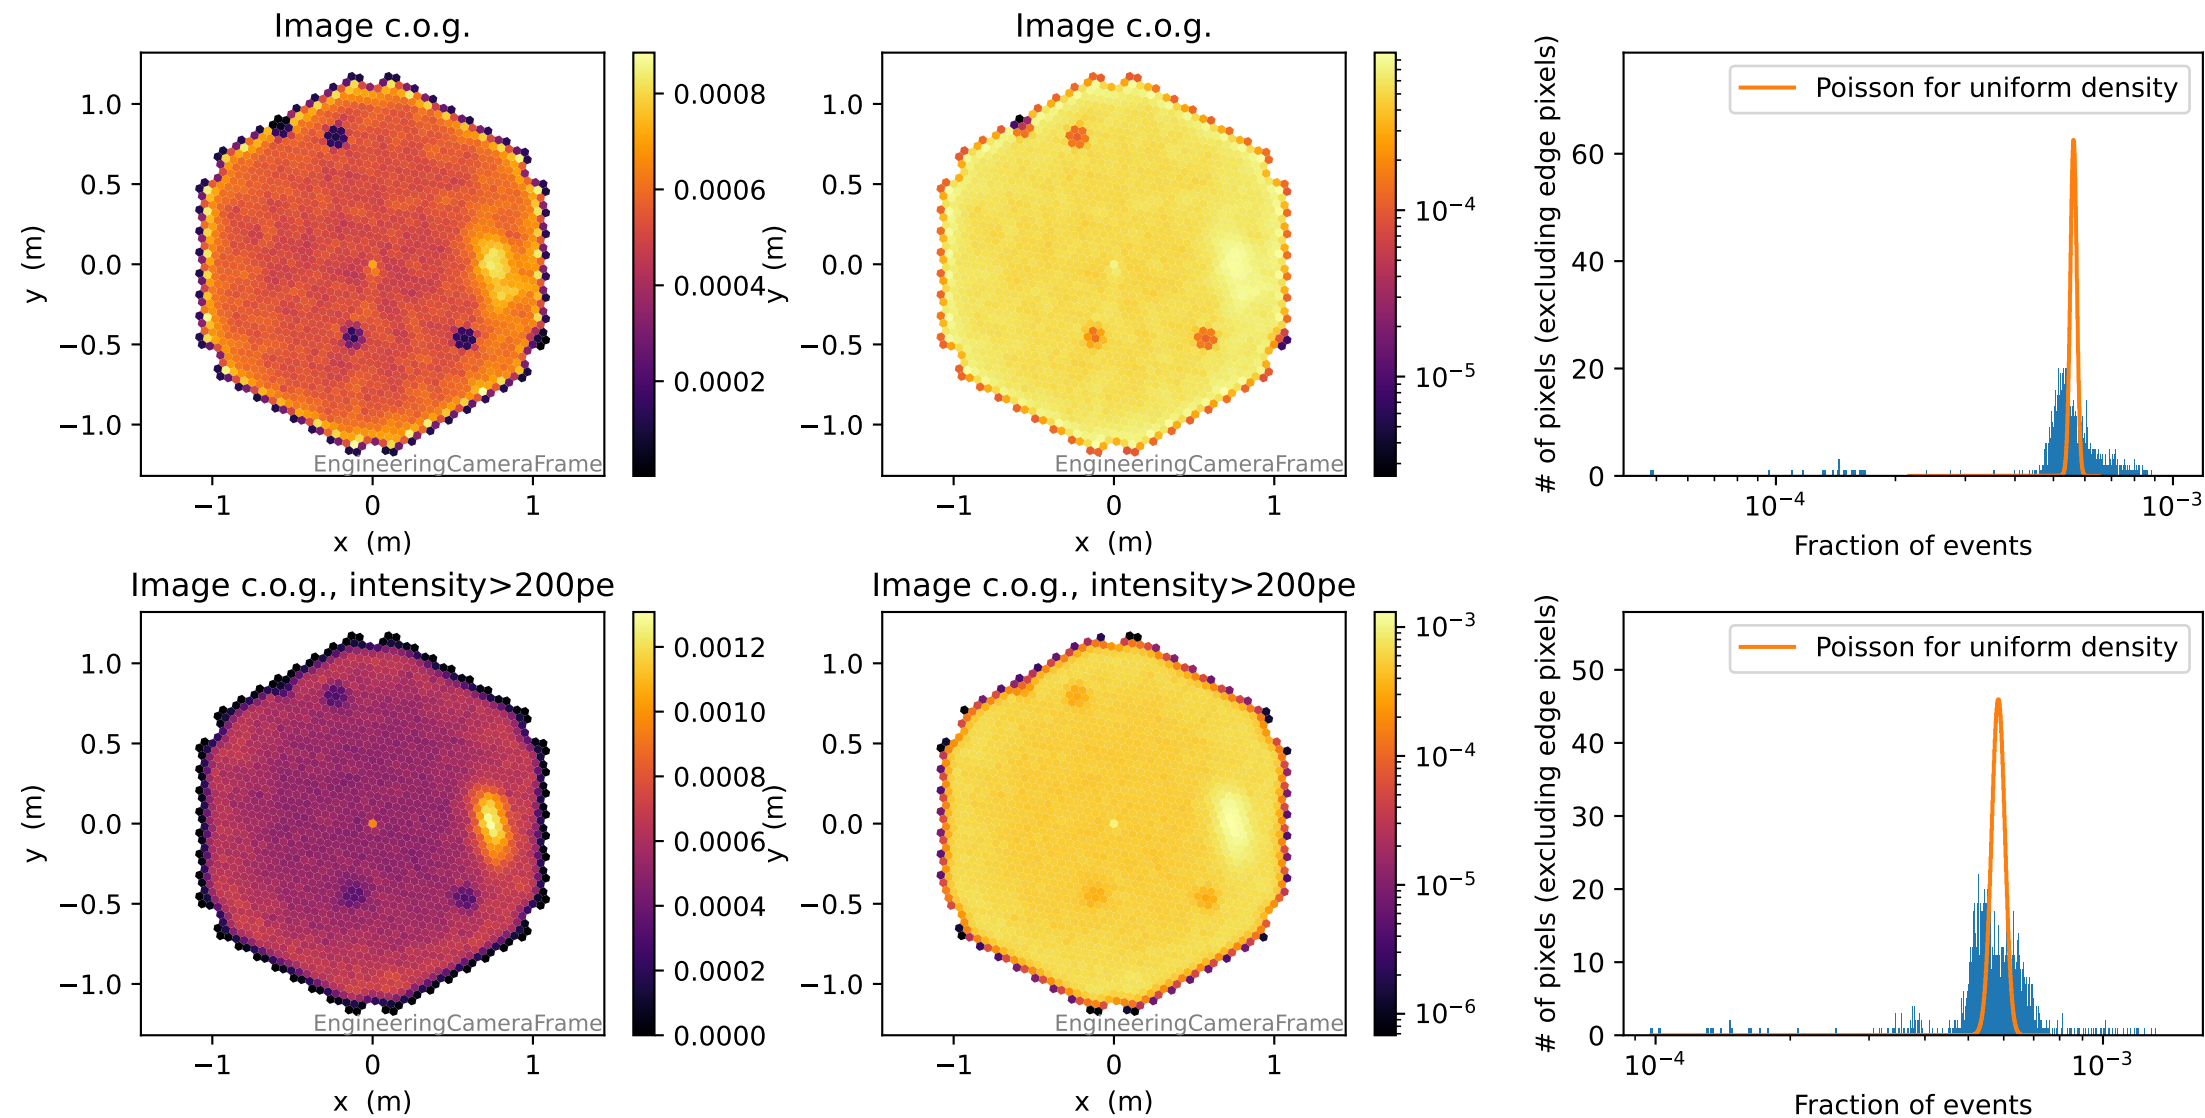 Image c.o.g.
y (m)
1.0
0.5
0.0
−0.5
−1.0
−1
0
1
x (m)
EngineeringCameraFrame
0.0008
0.0006
0.0004
0.0002
Image c.o.g.
y (m)
1.0
0.5
0.0
−0.5
−1.0
−1
0
1
x (m)
EngineeringCameraFrame
10⁻⁴
10⁻⁵
# of pixels (excluding edge pixels)
60
40
20
0
Poisson for uniform density
10⁻⁴
10⁻³
Fraction of events
Image c.o.g., intensity>200pe
y (m)
1.0
0.5
0.0
−0.5
−1.0
−1
0
1
x (m)
EngineeringCameraFrame
0.0012
0.0010
0.0008
0.0006
0.0004
0.0002
0.0000
Image c.o.g., intensity>200pe
y (m)
1.0
0.5
0.0
−0.5
−1.0
−1
0
1
x (m)
EngineeringCameraFrame
10⁻³
10⁻⁴
10⁻⁵
10⁻⁶
# of pixels (excluding edge pixels)
50
40
30
20
10
0
Poisson for uniform density
10⁻⁴
10⁻³
Fraction of events